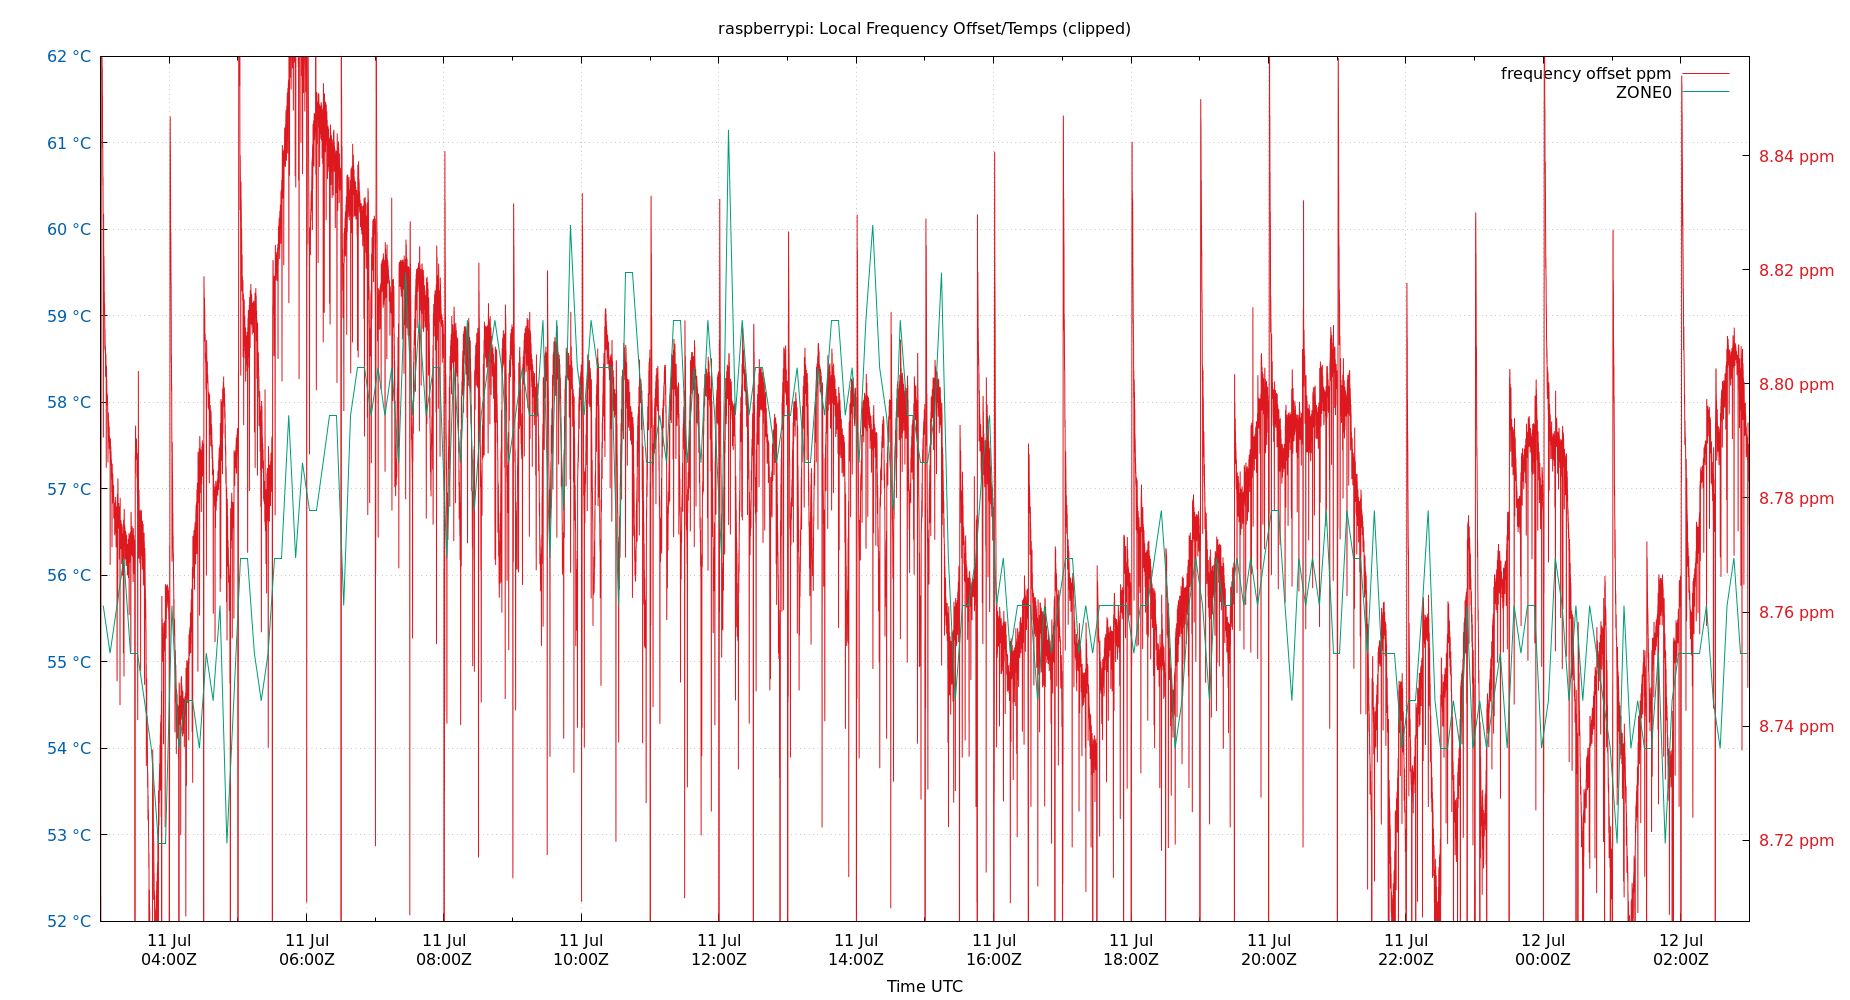 raspberrypi: Local Frequency Offset/Temps (clipped)
62 °C
61 °C
60 °C
59 °C
58 °C
57 °C
56 °C
55 °C
54 °C
53 °C
52 °C
frequency offset ppm
ZONE0
8.84 ppm
8.82 ppm
8.80 ppm
8.78 ppm
8.76 ppm
8.74 ppm
8.72 ppm
11 Jul 11 Jul 11 Jul 11 Jul 11 Jul 11 Jul 11 Jul 11 Jul 11 Jul 11 Jul 12 Jul 12 Jul
04:00Z 06:00Z 08:00Z 10:00Z 12:00Z 14:00Z 16:00Z 18:00Z 20:00Z 22:00Z 00:00Z 02:00Z
Time UTC